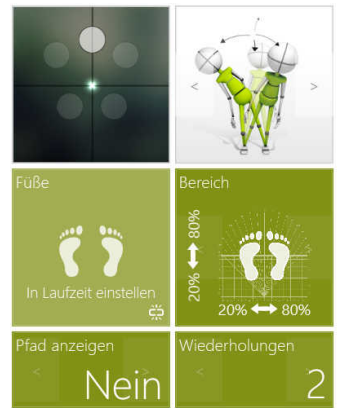 Füße
In Laufzeit einstellen
Bereich
20% 80%
20% 80%
Pfad anzeigen
Nein
Wiederholungen
2